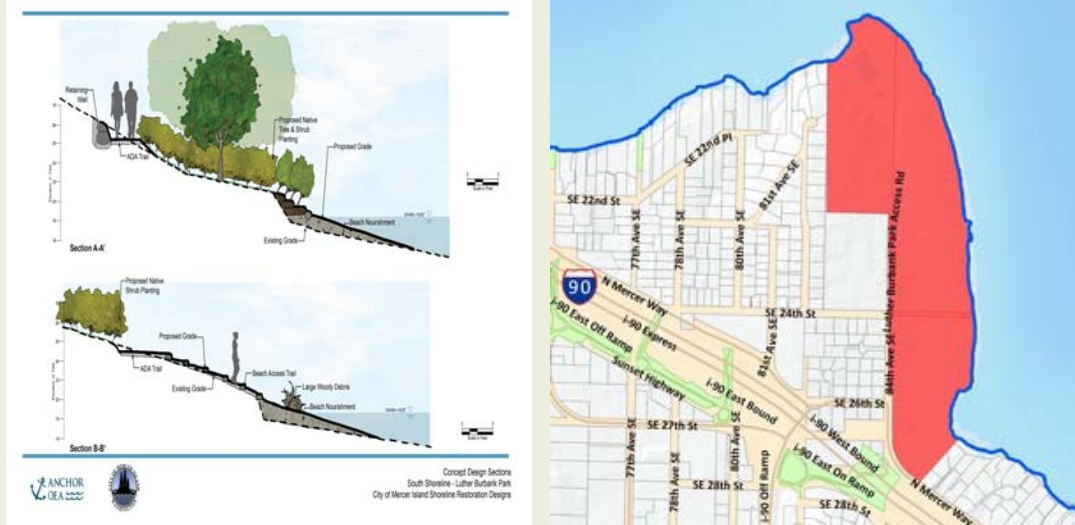 Retaining
Wall
ADA Trail
Proposed Native
Tree & Shrub
Planting
Proposed Grade
Beach Nourishment
Existing Grade
Scale in Feet
Section A-A'
Proposed Native
Shrub Planting
Proposed Grade
ADA Trail
Existing Grade
Beach Access Trail
Large Woody Debris
Beach Nourishment
Section B-B'
ANCHOR
QEA
Concept Design Sections
South Shoreline - Luther Burbank Park
City of Mercer Island Shoreline Restoration Designs
SE 22nd Pl
81st Ave SE
SE 22nd St
77th Ave SE
78th Ave SE
80th Ave SE
Luther Burbank Park Access Rd
90
N Mercer Way
I-90 Express
I-90 East Off Ramp
Sunset Highway
SE 24th St
81st Ave SE
84th Ave SE
I-90 East Bound
SE 26th St
I-90 West Bound
SE 27th St
77th Ave SE
78th Ave SE
80th Ave SE
I-90 Off Ramp
I-90 East On Ramp
N Mercer Way
SE 28th St
SE 28th St